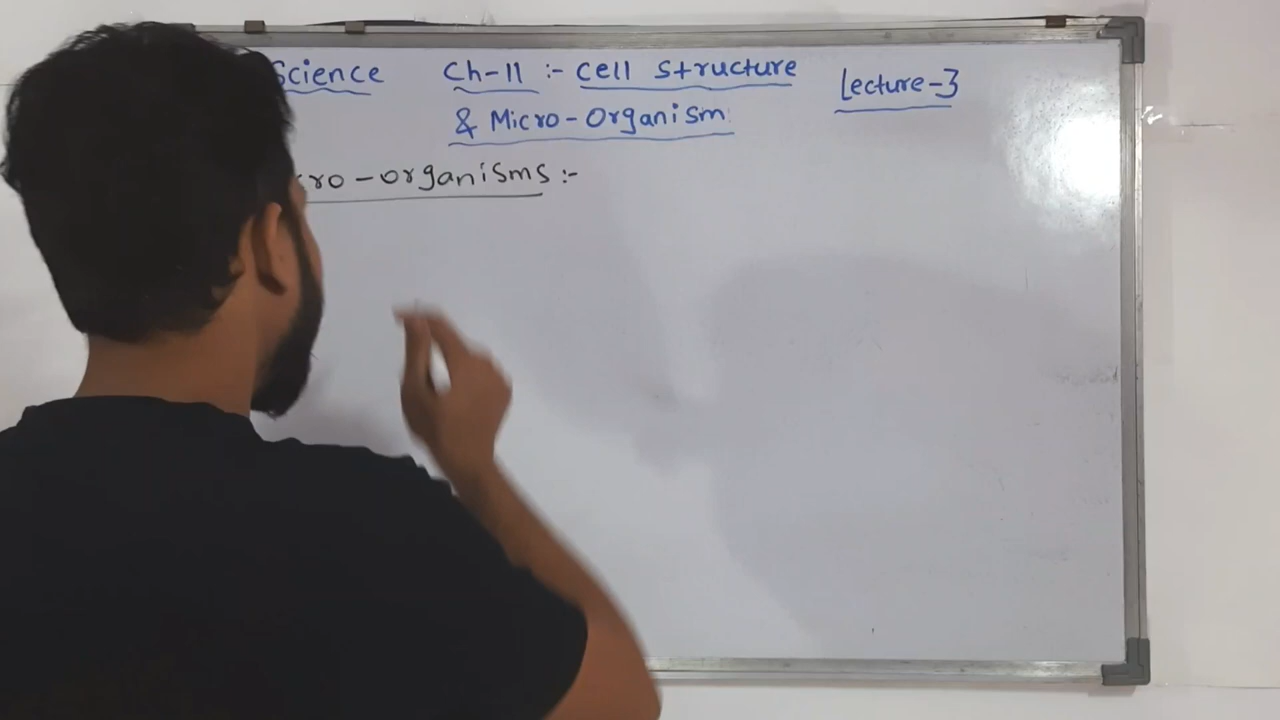 Science Ch-11 :- Cell Structure Lecture-3
& Micro-Organism
ro-organisms :-